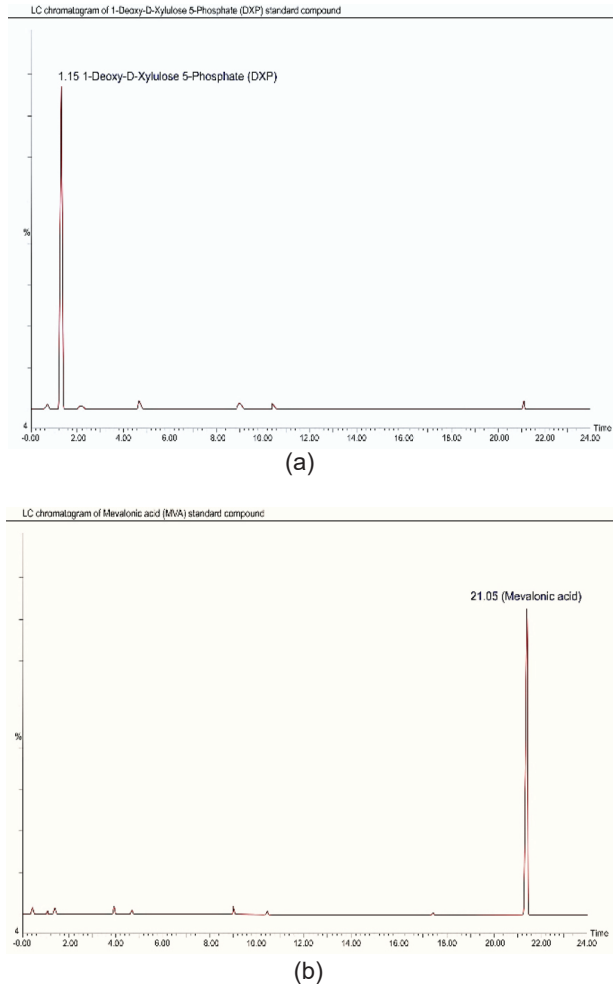 LC chromatogram of 1-Deoxy-D-Xylulose 5-Phosphate (DXP) standard compound
1.15 1-Deoxy-D-Xylulose 5-Phosphate (DXP)
%
4
-0.00 2.00 4.00 6.00 8.00 10.00 12.00 14.00 16.00 18.00 20.00 22.00 24.00 Time
(a)
LC chromatogram of Mevalonic acid (MVA) standard compound
21.05 (Mevalonic acid)
%
4
-0.00 2.00 4.00 6.00 8.00 10.00 12.00 14.00 16.00 18.00 20.00 22.00 24.00 Time
(b)